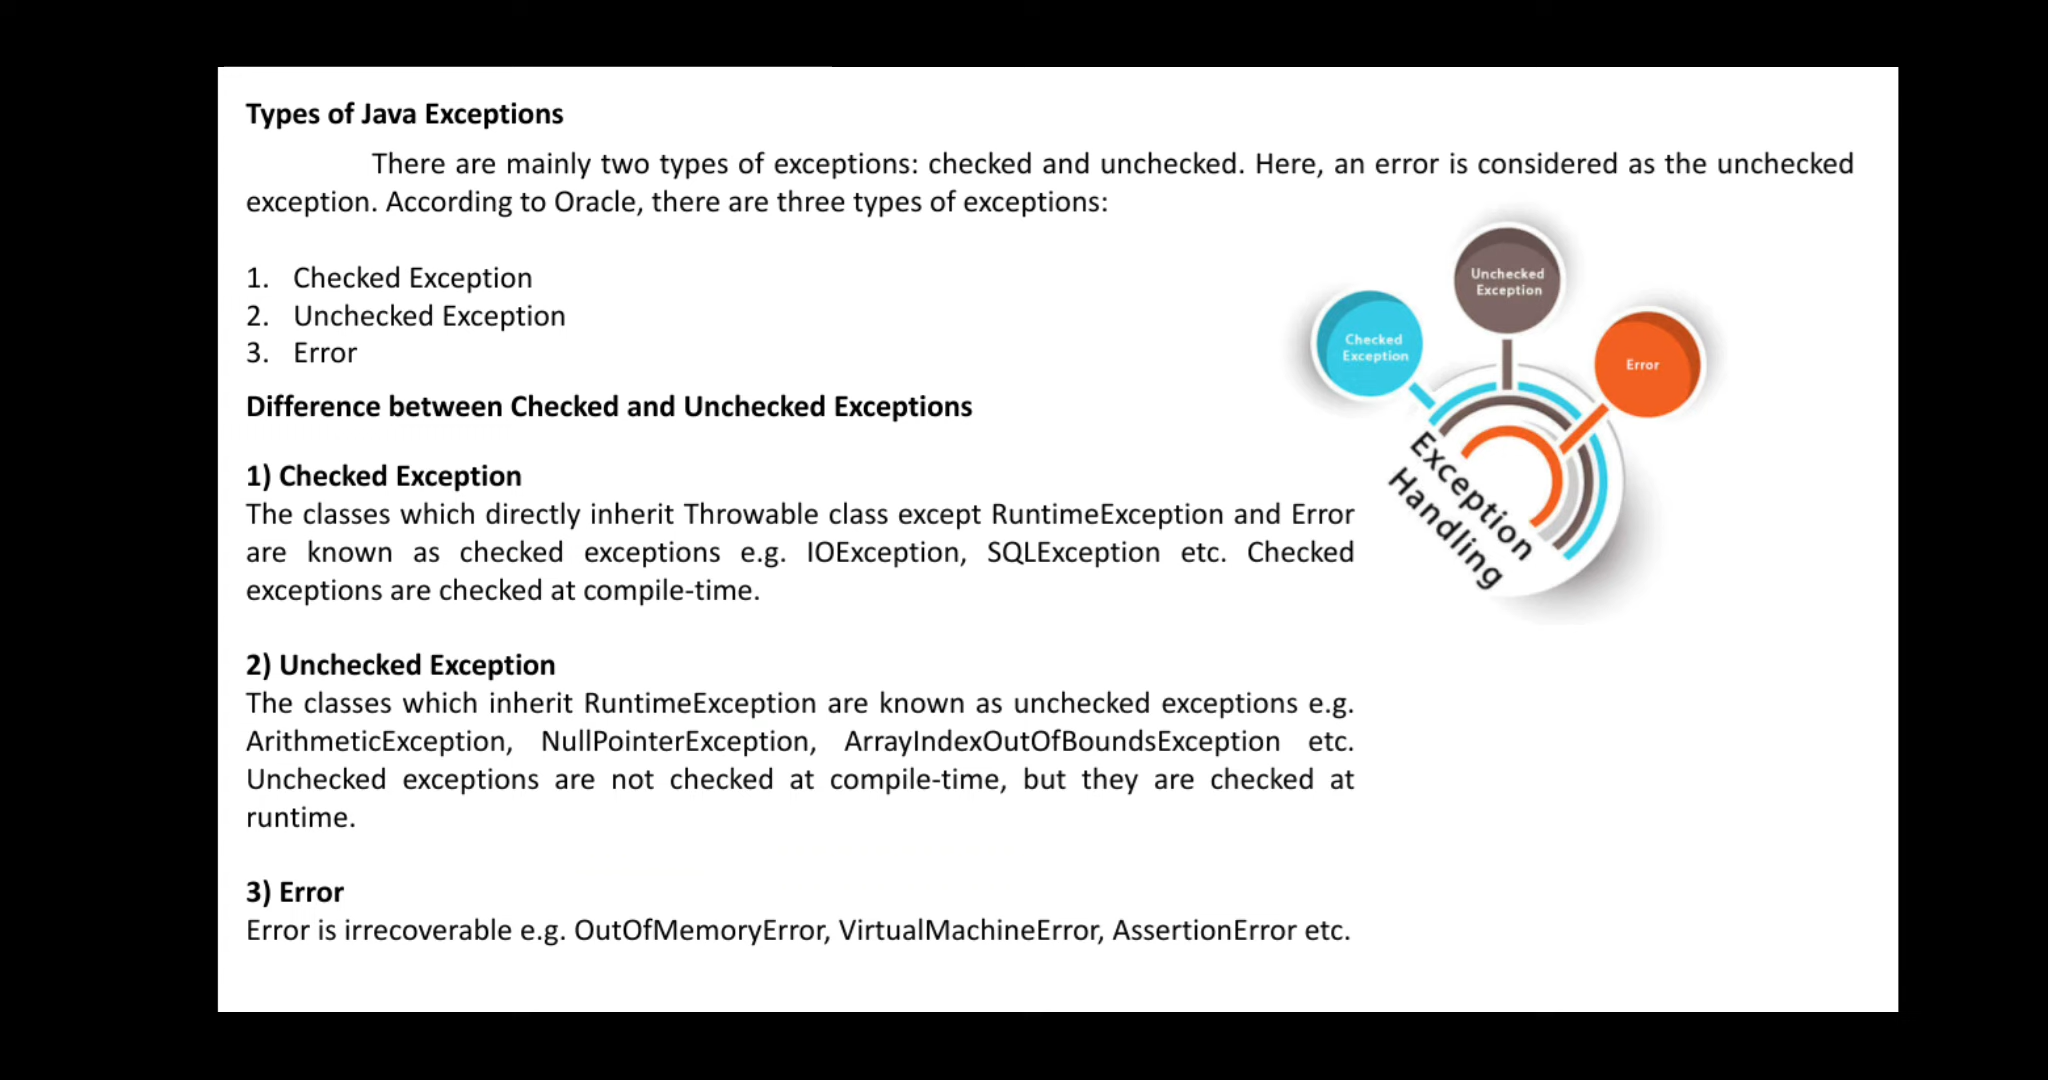 Types of Java Exceptions
There are mainly two types of exceptions: checked and unchecked. Here, an error is considered as the unchecked
exception. According to Oracle, there are three types of exceptions:
1. Checked Exception
2. Unchecked Exception
3. Error
Difference between Checked and Unchecked Exceptions
1) Checked Exception
The classes which directly inherit Throwable class except RuntimeException and Error
are known as checked exceptions e.g. IOException, SQLException etc. Checked
exceptions are checked at compile-time.
2) Unchecked Exception
The classes which inherit RuntimeException are known as unchecked exceptions e.g.
ArithmeticException, NullPointerException, ArrayIndexOutOfBoundsException etc.
Unchecked exceptions are not checked at compile-time, but they are checked at
runtime.
3) Error
Error is irrecoverable e.g. OutOfMemoryError, VirtualMachineError, AssertionError etc.
Checked
Exception
Unchecked
Exception
Error
Exception
Handling